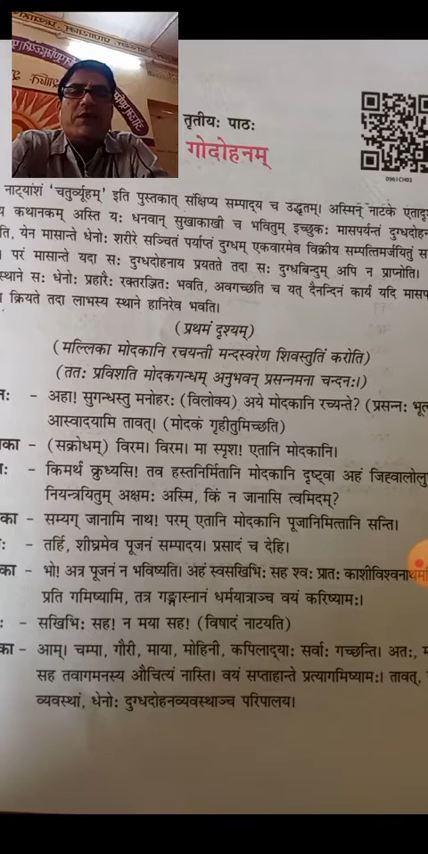 तृतीयः पाठः
गोदोहनम्
0961CH03
नाट्यांशं 'चतुर्व्यूहम्' इति पुस्तकात् संक्षिप्य सम्पाद्य च उद्धृतम्। अस्मिन् नाटके
कथानकम् अस्ति यः धनवान् सुखाकांक्षी च भवितुम् इच्छुकः मासपर्यन्तं
येन मासान्ते धेनोः शरीरे सञ्चितं पर्याप्तं दुग्धम् एकवारमेव विक्रीय सम्पत्तिमर्जयितुं
परं मासान्ते यदा सः दुग्धदोहनाय प्रयतते तदा सः दुग्धबिन्दुम् अपि न प्राप्नोति।
स्थाने सः धेनोः प्रहारैः रक्तरञ्जितः भवति, अवगच्छति च यत् दैनन्दिनं कार्यं यदि
क्रियते तदा लाभस्य स्थाने हानिरेव भवति।
(प्रथमं दृश्यम्)
(मल्लिका मोदकानि रचयन्ती मन्दस्वरेण शिवस्तुतिं करोति)
(ततः प्रविशति मोदकगन्धम् अनुभवन् प्रसन्नमना चन्दनः।)
नः - अहा! सुगन्धस्तु मनोहरः (विलोक्य) अये मोदकानि रच्यन्ते? (प्रसन्नः
आस्वादयामि तावत्। (मोदकं गृहीतुमिच्छति)
का - (सक्रोधम्) विरम। विरम। मा स्पृश! एतानि मोदकानि।
- किमर्थं क्रुध्यसि! तव हस्तनिर्मितानि मोदकानि दृष्ट्वा अहं
नियन्त्रयितुम् अक्षमः अस्मि, किं न जानासि त्वमिदम्?
का - सम्यग् जानामि नाथ! परम् एतानि मोदकानि पूजानिमित्तानि सन्ति।
- तर्हि, शीघ्रमेव पूजनं सम्पादय। प्रसादं च देहि।
का - भो! अत्र पूजनं न भविष्यति। अहं स्वसखिभिः सह श्वः प्रातः
प्रति गमिष्यामि, तत्र गङ्गास्नानं धर्मयात्राञ्च वयं करिष्यामः।
- सखिभिः सह! न मया सह! (विषादं नाटयति)
का - आम्। चम्पा, गौरी, माया, मोहिनी, कपिलाद्याः सर्वाः गच्छन्ति। अतः,
सह तवागमनस्य औचित्यं नास्ति। वयं सप्ताहान्ते प्रत्यागमिष्यामः। तावत्,
व्यवस्थां, धेनोः दुग्धदोहनव्यवस्थाञ्च परिपालय।